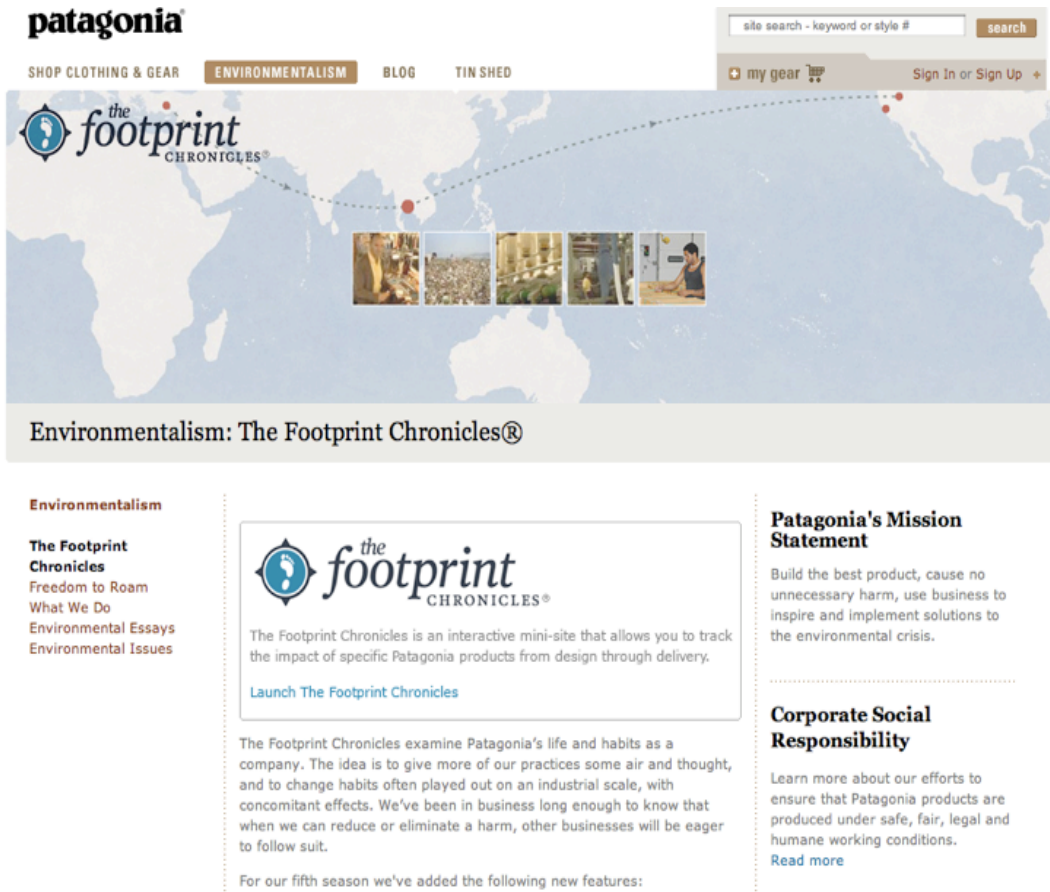 patagonia®
site search - keyword or style #
search
SHOP CLOTHING & GEAR
ENVIRONMENTALISM
BLOG
TIN SHED
my gear
Sign In or Sign Up +
the
footprint
CHRONICLES®
Environmentalism: The Footprint Chronicles®
Environmentalism
The Footprint
Chronicles
Freedom to Roam
What We Do
Environmental Essays
Environmental Issues
the
footprint
CHRONICLES®
The Footprint Chronicles is an interactive mini-site that allows you to track
the impact of specific Patagonia products from design through delivery.
Launch The Footprint Chronicles
The Footprint Chronicles examine Patagonia's life and habits as a
company. The idea is to give more of our practices some air and thought,
and to change habits often played out on an industrial scale, with
concomitant effects. We've been in business long enough to know that
when we can reduce or eliminate a harm, other businesses will be eager
to follow suit.
For our fifth season we've added the following new features:
Patagonia's Mission
Statement
Build the best product, cause no
unnecessary harm, use business to
inspire and implement solutions to
the environmental crisis.
Corporate Social
Responsibility
Learn more about our efforts to
ensure that Patagonia products are
produced under safe, fair, legal and
humane working conditions.
Read more